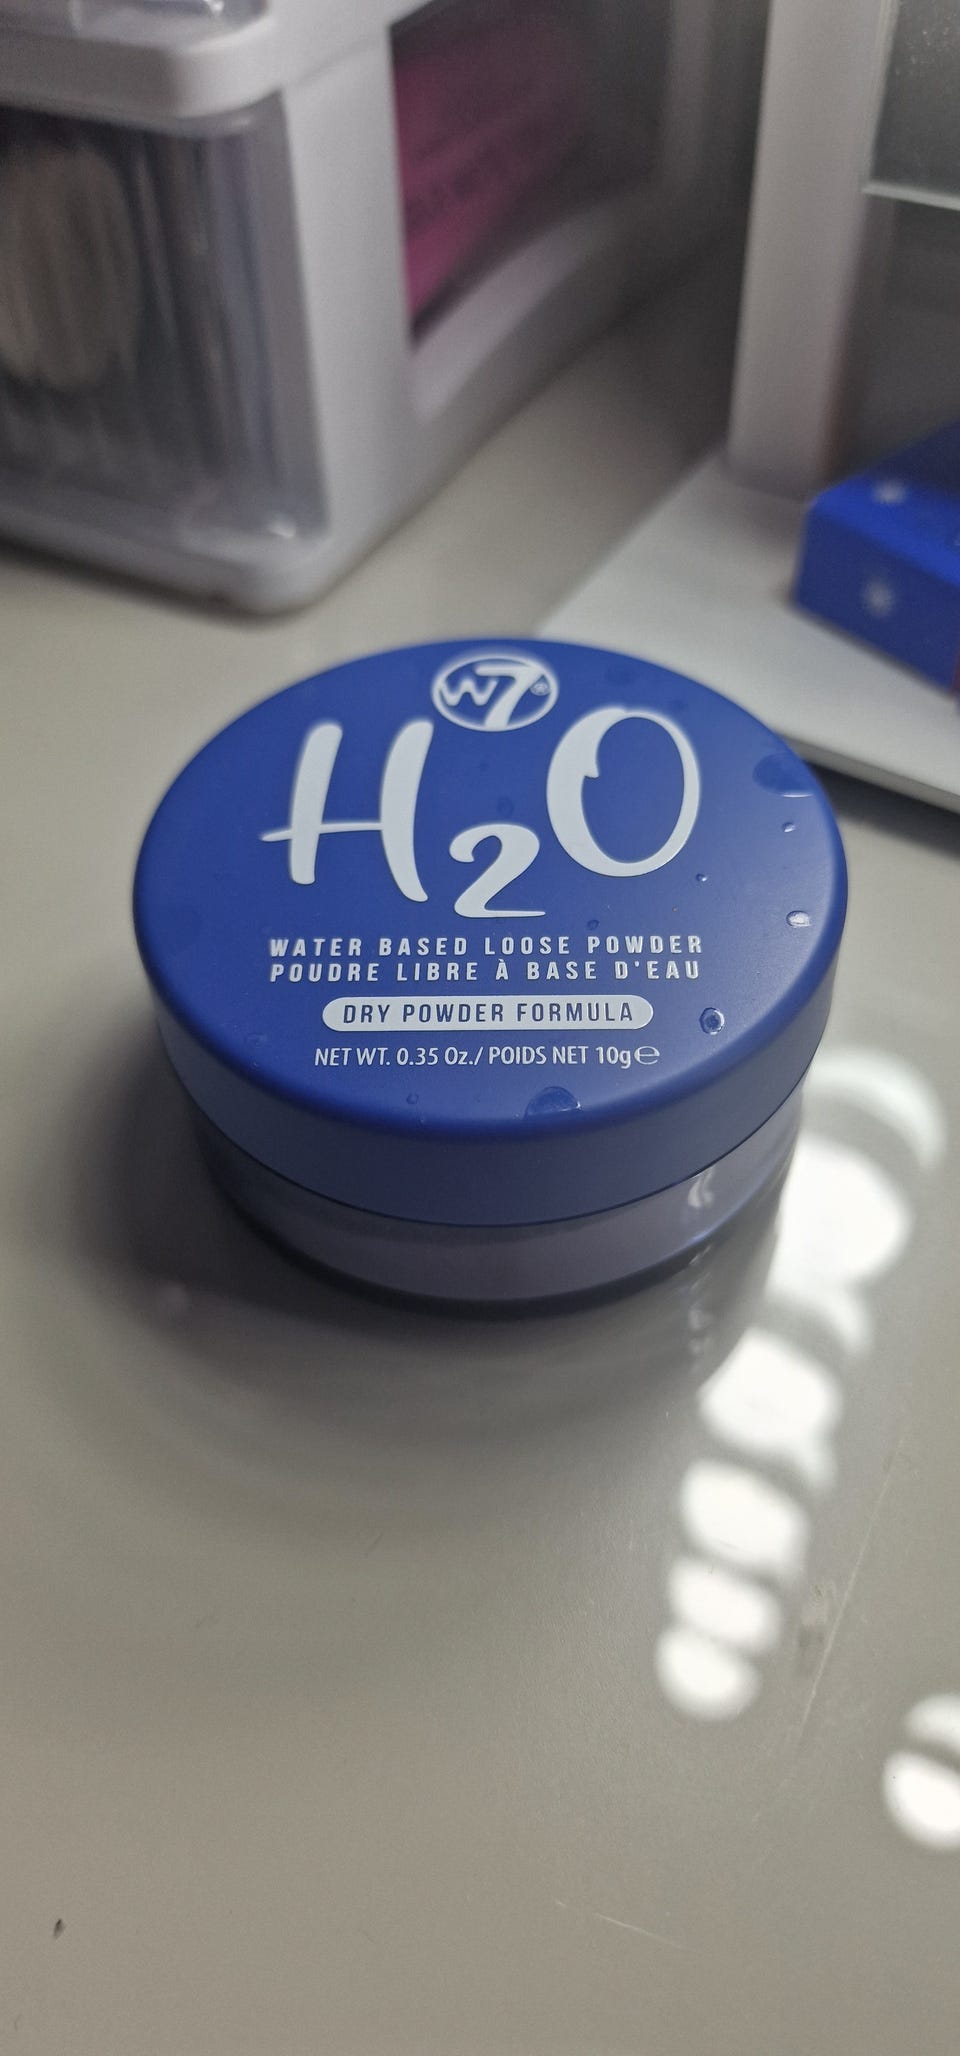 W7®
H2O
WATER BASED LOOSE POWDER
POUDRE LIBRE À BASE D'EAU
DRY POWDER FORMULA
NET WT. 0.35 Oz./ POIDS NET 10g ℮